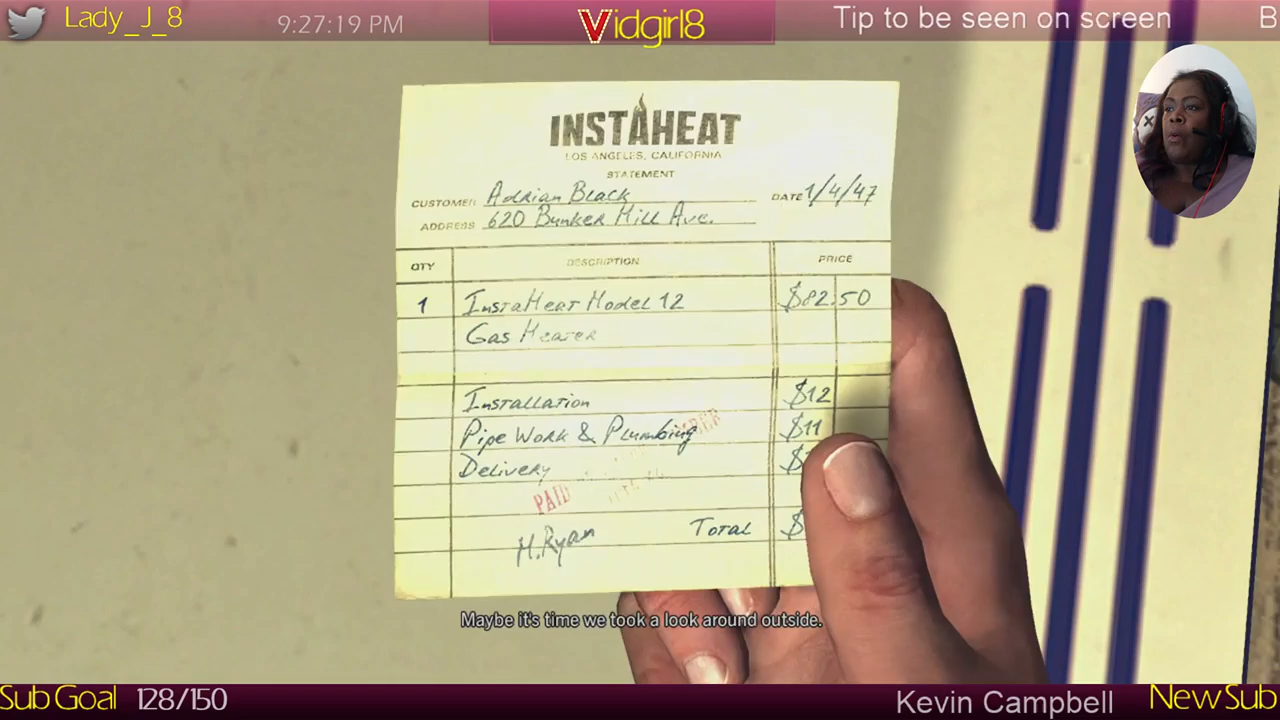 Lady_J_8
9:27:19 PM
Vidgirl8
Tip to be seen on screen
B
INSTAHEAT
LOS ANGELES, CALIFORNIA
STATEMENT
CUSTOMER Adrian Black
DATE 1/4/47
ADDRESS 620 Bunker Hill Ave.
QTY DESCRIPTION PRICE
1 InstaHeat Model 12 $82.50
Gas Heater
Installation $12
Pipe Work & Plumbing $11
Delivery $
PAID
H.Ryan Total $
Maybe it's time we took a look around outside.
Sub Goal 128/150
Kevin Campbell New Sub